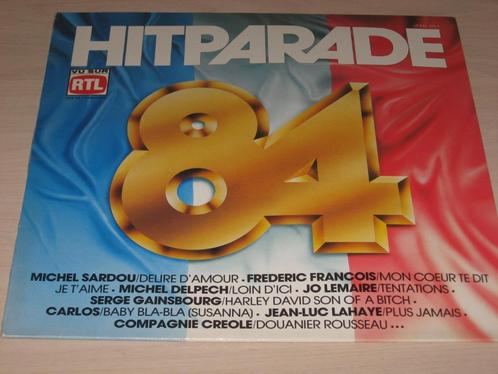 HITPARADE
VU SUR
RTL
84
MICHEL SARDOU/DELIRE D'AMOUR • FREDERIC FRANCOIS/MON COEUR TE DIT
JE T'AIME • MICHEL DELPECH/LOIN D'ICI • JO LEMAIRE/TENTATIONS •
SERGE GAINSBOURG/HARLEY DAVID SON OF A BITCH •
CARLOS/BABY BLA-BLA (SUSANNA) • JEAN-LUC LAHAYE/PLUS JAMAIS •
COMPAGNIE CREOLE/DOUANIER ROUSSEAU ...